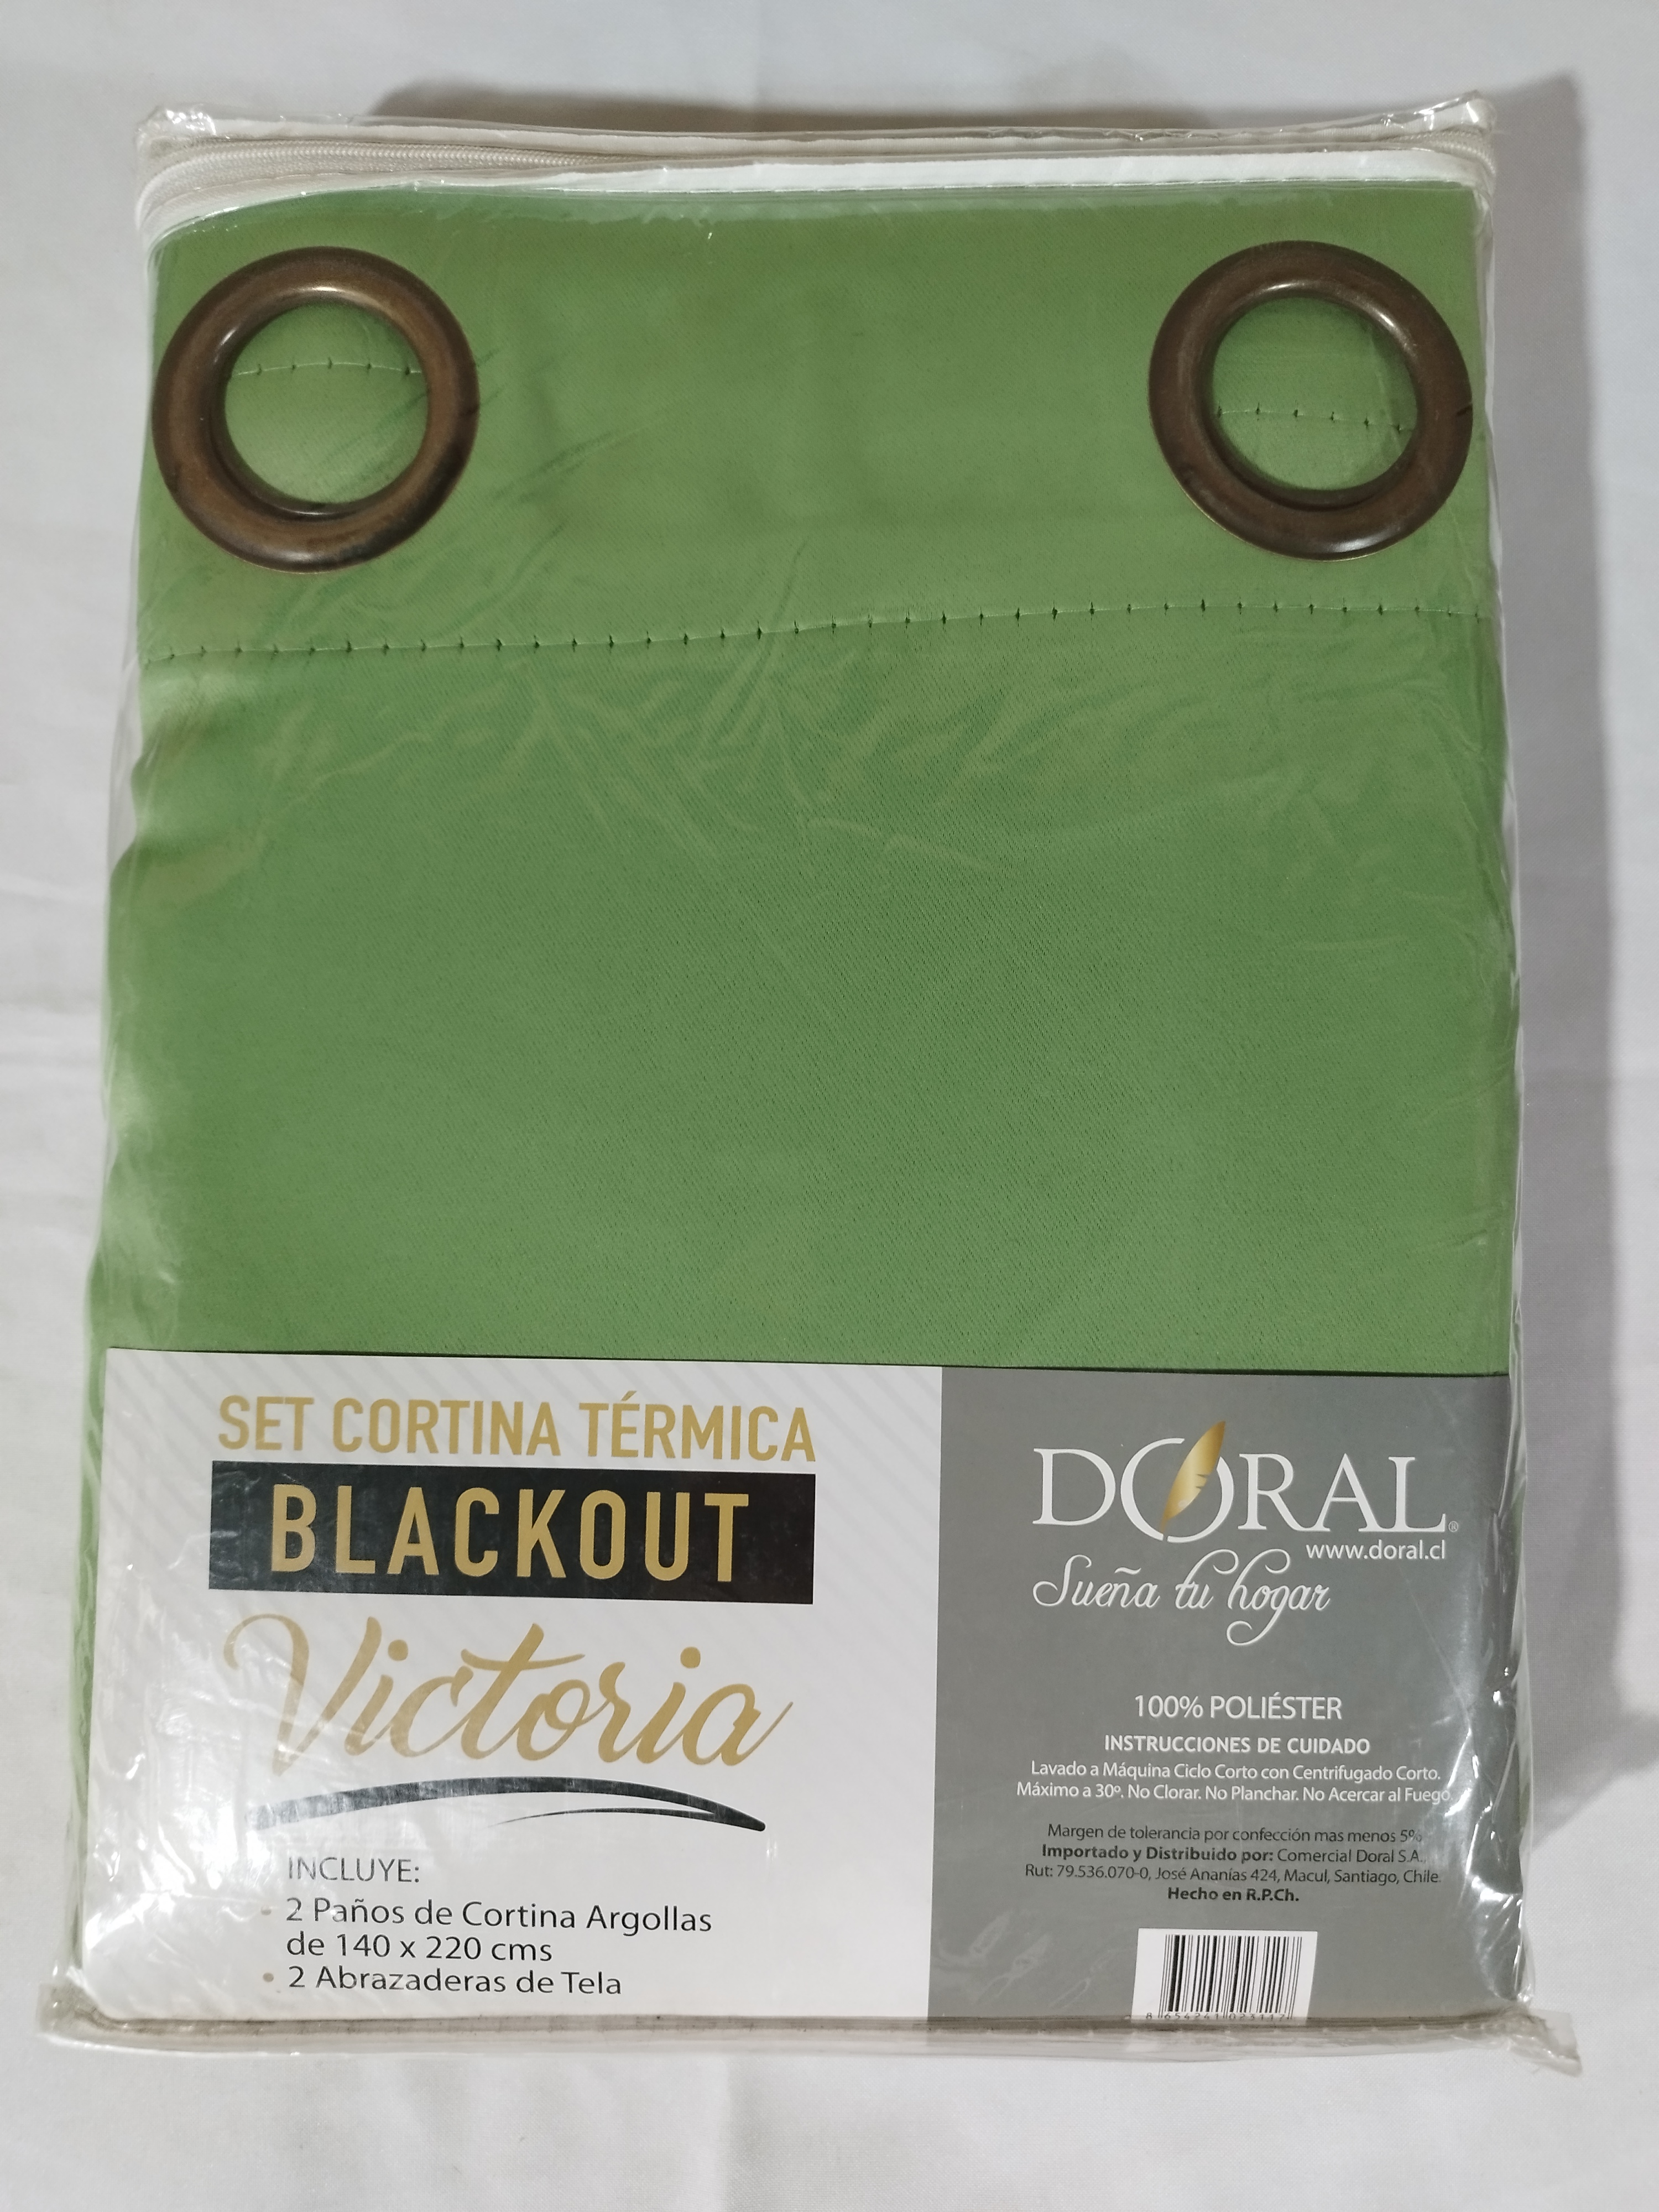 SET CORTINA TÉRMICA
BLACKOUT
Victoria
INCLUYE:
- 2 Paños de Cortina Argollas
de 140 x 220 cms
• 2 Abrazaderas de Tela
DORAL®
www.doral.cl
Sueña tu hogar
100% POLIÉSTER
INSTRUCCIONES DE CUIDADO
Lavado a Máquina Ciclo Corto con Centrifugado Corto.
Máximo a 30º. No Clorar. No Planchar. No Acercar al Fuego.
Margen de tolerancia por confección mas menos 5%
Importado y Distribuido por: Comercial Doral S.A.
Rut: 79.536.070-0, José Ananías 424, Macul, Santiago, Chile.
Hecho en R.P.Ch.